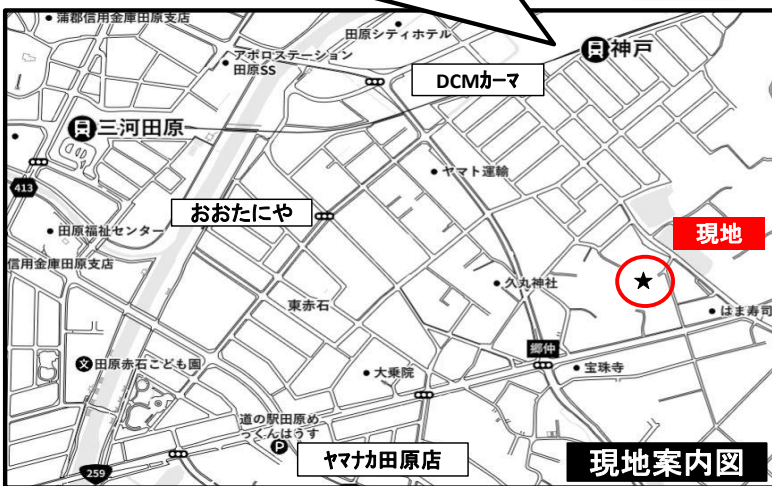 蒲郡信用金庫田原支店
田原シティホテル
神戸
アポロステーション
田原SS
DCMカーマ
三河田原
ヤマト運輸
413
おおたにや
田原福祉センター
現地
信用金庫田原支店
久丸神社
東赤石
はま寿司
郷仲
田原赤石こども園
大乗院
宝珠寺
道の駅田原め
っくんはうす
P
ヤマナカ田原店
現地案内図
259